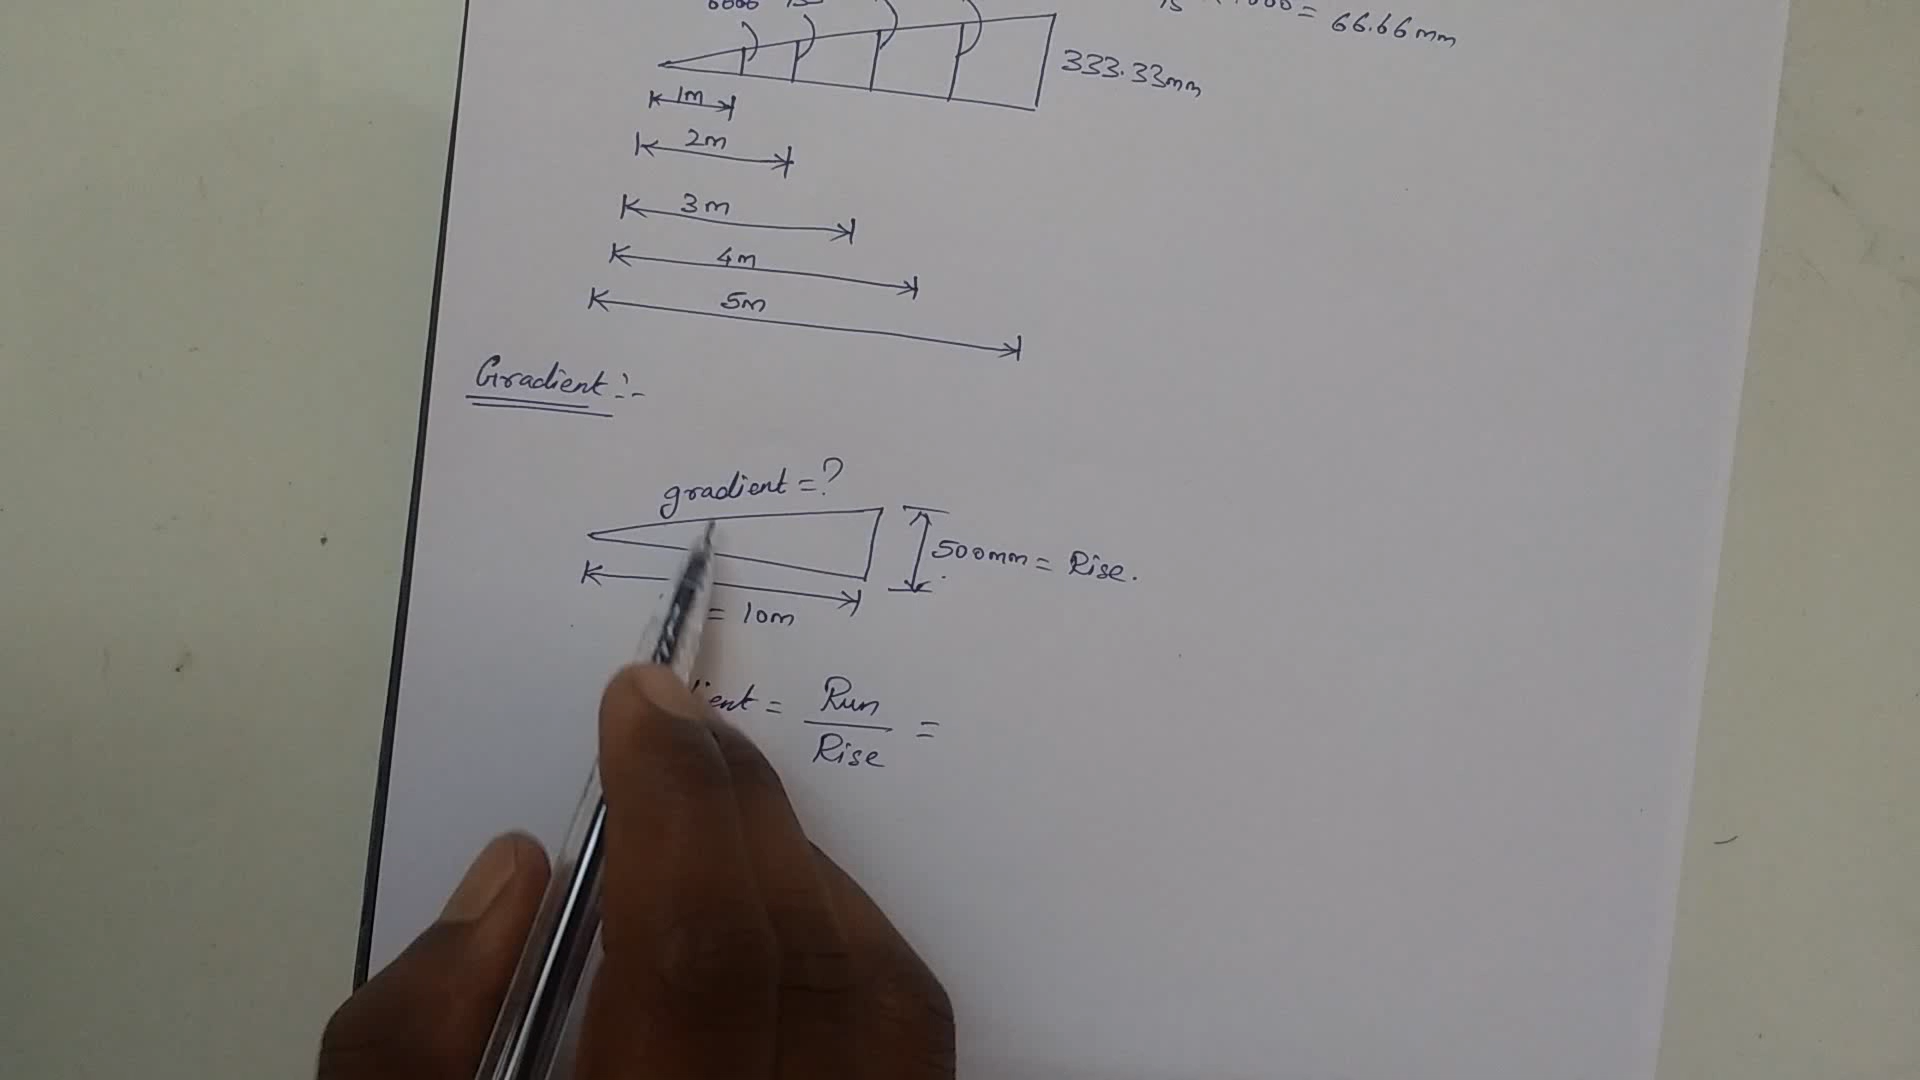 = 66.66mm
333.33mm
1m
2m
3m
4m
5m
Gradient :-
gradient = ?
500mm = Rise.
= 10m
= Run
Rise =